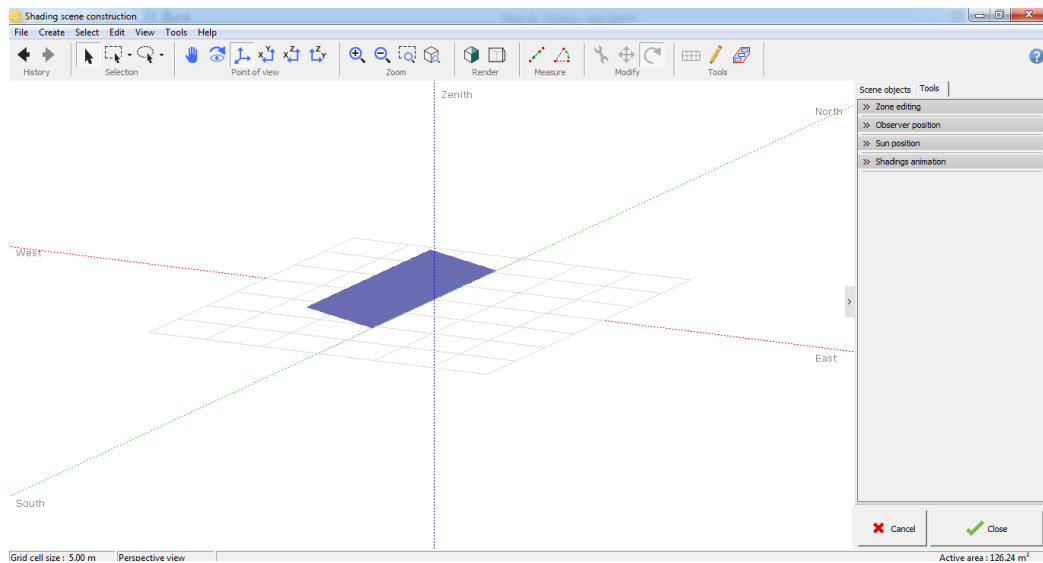 Shading scene construction
File Create Select Edit View Tools Help
X Y X Z Z Y
History Selection Point of view Zoom Render Measure Modify Tools
Zenith
North
West
East
South
Scene objects Tools
Zone editing
Observer position
Sun position
Shadings animation
Cancel Close
Grid cell size : 5.00 m Perspective view Active area : 126.24 m²